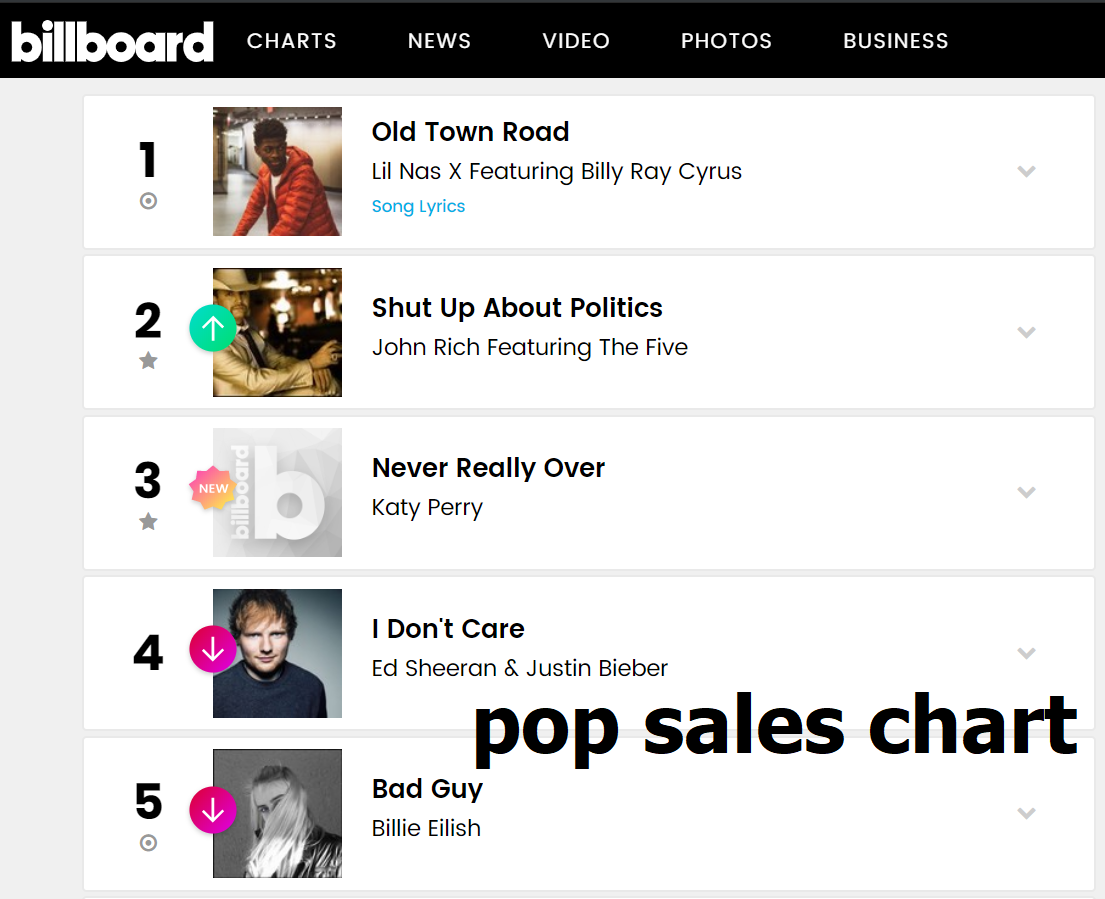 billboard CHARTS NEWS VIDEO PHOTOS BUSINESS
1
Old Town Road
Lil Nas X Featuring Billy Ray Cyrus
Song Lyrics
2
Shut Up About Politics
John Rich Featuring The Five
3
NEW
billboard
b
Never Really Over
Katy Perry
4
I Don't Care
Ed Sheeran & Justin Bieber
pop sales chart
5
Bad Guy
Billie Eilish